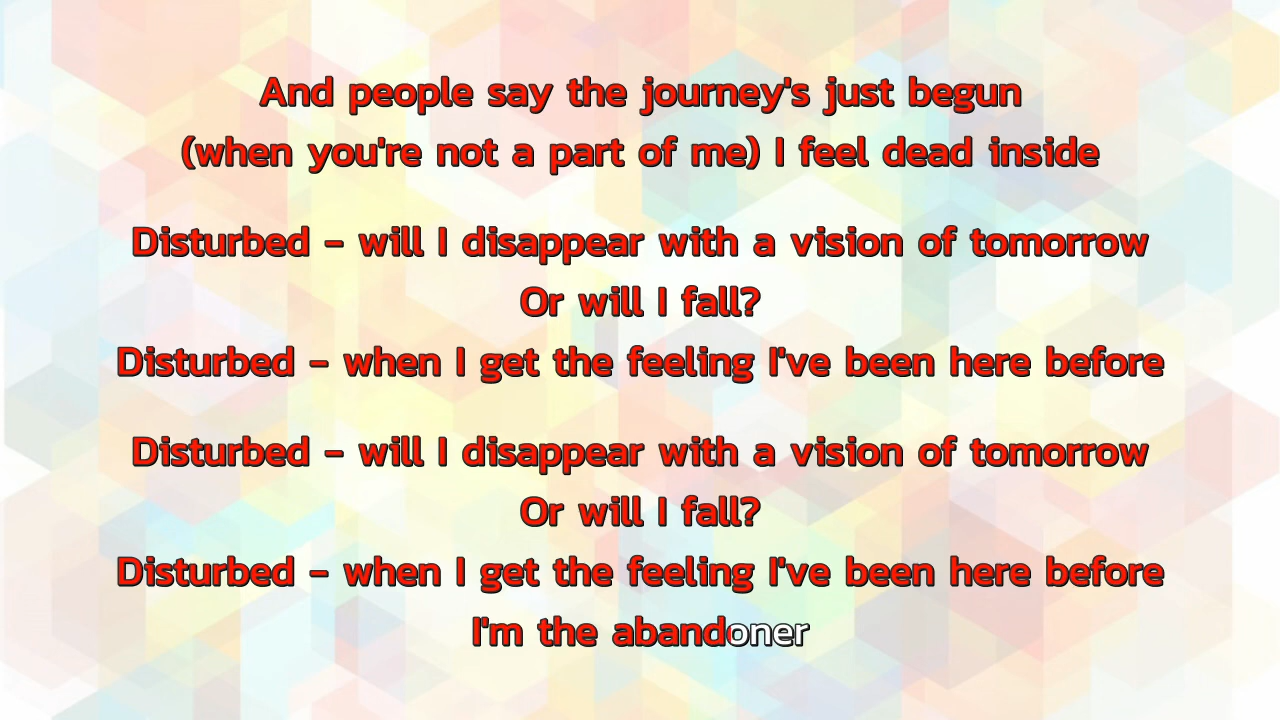 And people say the journey's just begun
(when you're not a part of me) I feel dead inside
Disturbed – will I disappear with a vision of tomorrow
Or will I fall?
Disturbed – when I get the feeling I've been here before
Disturbed – will I disappear with a vision of tomorrow
Or will I fall?
Disturbed – when I get the feeling I've been here before
I'm the abandoner